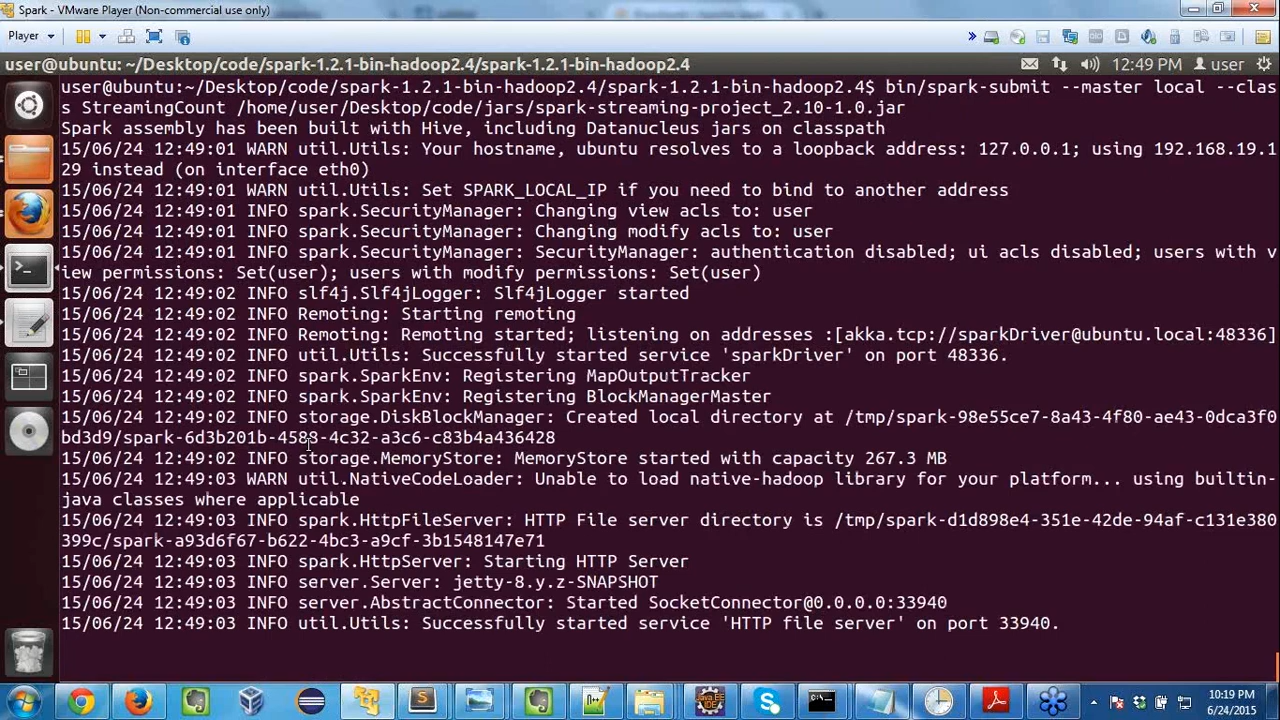 Spark - VMware Player (Non-commercial use only)
Player
user@ubuntu: ~/Desktop/code/spark-1.2.1-bin-hadoop2.4/spark-1.2.1-bin-hadoop2.4
12:49 PM
user
user@ubuntu:~/Desktop/code/spark-1.2.1-bin-hadoop2.4/spark-1.2.1-bin-hadoop2.4$ bin/spark-submit --master local --clas
s StreamingCount /home/user/Desktop/code/jars/spark-streaming-project_2.10-1.0.jar
Spark assembly has been built with Hive, including Datanucleus jars on classpath
15/06/24 12:49:01 WARN util.Utils: Your hostname, ubuntu resolves to a loopback address: 127.0.0.1; using 192.168.19.1
29 instead (on interface eth0)
15/06/24 12:49:01 WARN util.Utils: Set SPARK_LOCAL_IP if you need to bind to another address
15/06/24 12:49:01 INFO spark.SecurityManager: Changing view acls to: user
15/06/24 12:49:01 INFO spark.SecurityManager: Changing modify acls to: user
15/06/24 12:49:01 INFO spark.SecurityManager: SecurityManager: authentication disabled; ui acls disabled; users with v
iew permissions: Set(user); users with modify permissions: Set(user)
15/06/24 12:49:02 INFO slf4j.Slf4jLogger: Slf4jLogger started
15/06/24 12:49:02 INFO Remoting: Starting remoting
15/06/24 12:49:02 INFO Remoting: Remoting started; listening on addresses :[akka.tcp://sparkDriver@ubuntu.local:48336]
15/06/24 12:49:02 INFO util.Utils: Successfully started service 'sparkDriver' on port 48336.
15/06/24 12:49:02 INFO spark.SparkEnv: Registering MapOutputTracker
15/06/24 12:49:02 INFO spark.SparkEnv: Registering BlockManagerMaster
15/06/24 12:49:02 INFO storage.DiskBlockManager: Created local directory at /tmp/spark-98e55ce7-8a43-4f80-ae43-0dca3f0
bd3d9/spark-6d3b201b-4583-4c32-a3c6-c83b4a436428
15/06/24 12:49:02 INFO storage.MemoryStore: MemoryStore started with capacity 267.3 MB
15/06/24 12:49:03 WARN util.NativeCodeLoader: Unable to load native-hadoop library for your platform... using builtin-
java classes where applicable
15/06/24 12:49:03 INFO spark.HttpFileServer: HTTP File server directory is /tmp/spark-d1d898e4-351e-42de-94af-c131e380
399c/spark-a93d6f67-b622-4bc3-a9cf-3b1548147e71
15/06/24 12:49:03 INFO spark.HttpServer: Starting HTTP Server
15/06/24 12:49:03 INFO server.Server: jetty-8.y.z-SNAPSHOT
15/06/24 12:49:03 INFO server.AbstractConnector: Started SocketConnector@0.0.0.0:33940
15/06/24 12:49:03 INFO util.Utils: Successfully started service 'HTTP file server' on port 33940.
10:19 PM
6/24/2015